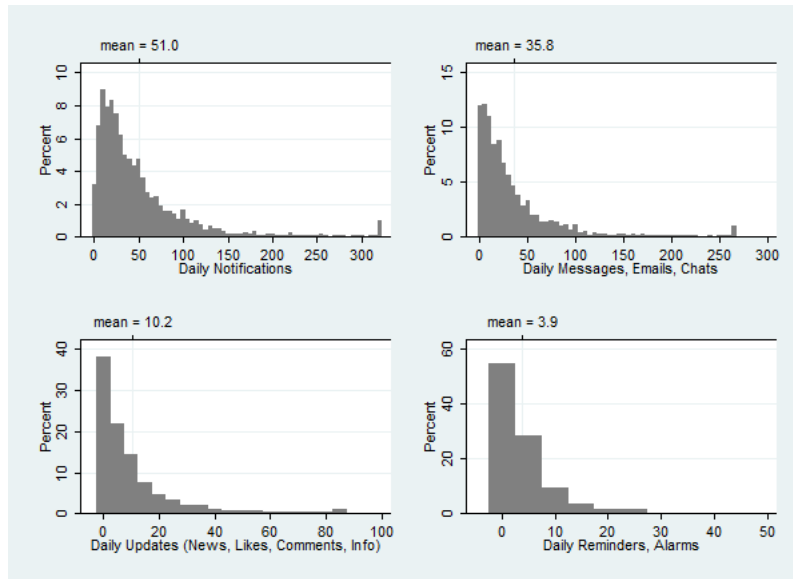 mean = 51.0
Percent
10
8
6
4
2
0
0 50 100 150 200 250 300
Daily Notifications
mean = 35.8
Percent
15
10
5
0
0 50 100 150 200 250 300
Daily Messages, Emails, Chats
mean = 10.2
Percent
40
30
20
10
0
0 20 40 60 80 100
Daily Updates (News, Likes, Comments, Info)
mean = 3.9
Percent
60
40
20
0
0 10 20 30 40 50
Daily Reminders, Alarms